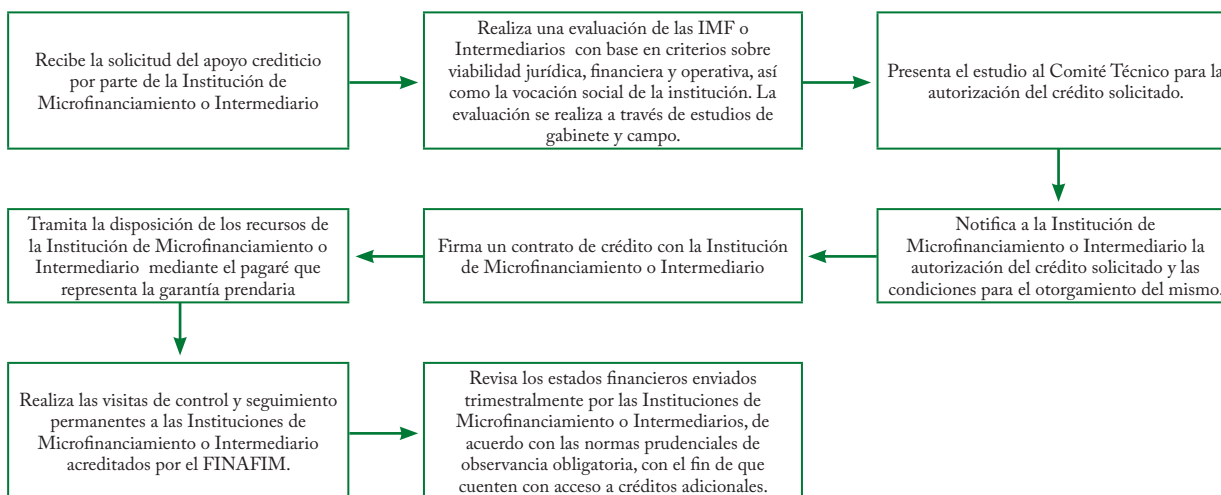 Recibe la solicitud del apoyo crediticio
por parte de la Institución de
Microfinanciamiento o Intermediario
Realiza una evaluación de las IMF o
Intermediarios con base en criterios sobre
viabilidad jurídica, financiera y operativa, así
como la vocación social de la institución. La
evaluación se realiza a través de estudios de
gabinete y campo.
Presenta el estudio al Comité Técnico para la
autorización del crédito solicitado.
Notifica a la Institución de
Microfinanciamiento o Intermediario la
autorización del crédito solicitado y las
condiciones para el otorgamiento del mismo.
Firma un contrato de crédito con la Institución
de Microfinanciamiento o Intermediario
Tramita la disposición de los recursos de
la Institución de Microfinanciamiento o
Intermediario mediante el pagaré que
representa la garantía prendaria
Realiza las visitas de control y seguimiento
permanentes a las Instituciones de
Microfinanciamiento o Intermediario
acreditados por el FINAFIM.
Revisa los estados financieros enviados
trimestralmente por las Instituciones de
Microfinanciamiento o Intermediarios, de
acuerdo con las normas prudenciales de
observancia obligatoria, con el fin de que
cuenten con acceso a créditos adicionales.